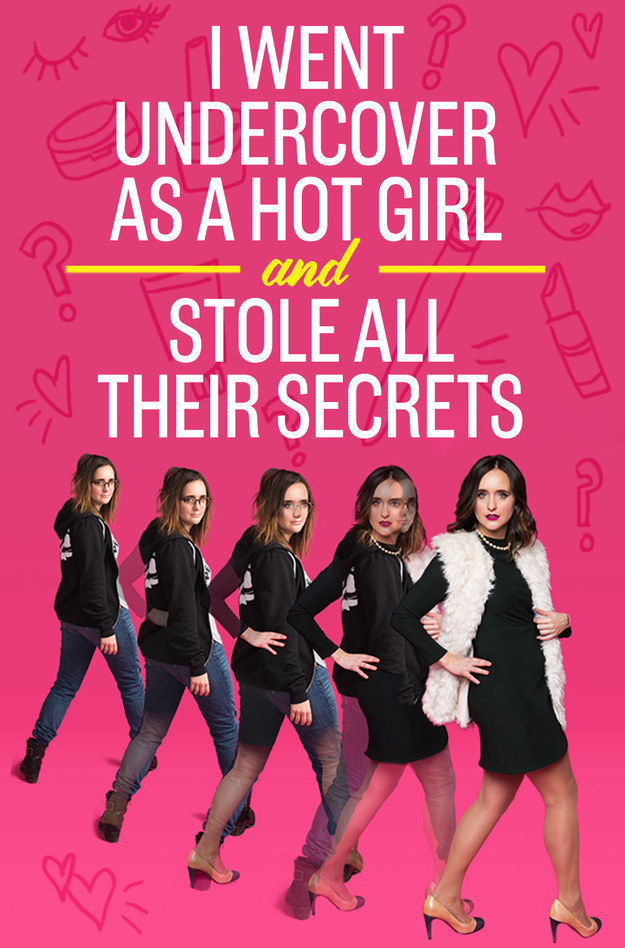 I WENT
UNDERCOVER
AS A HOT GIRL
and
STOLE ALL
THEIR SECRETS